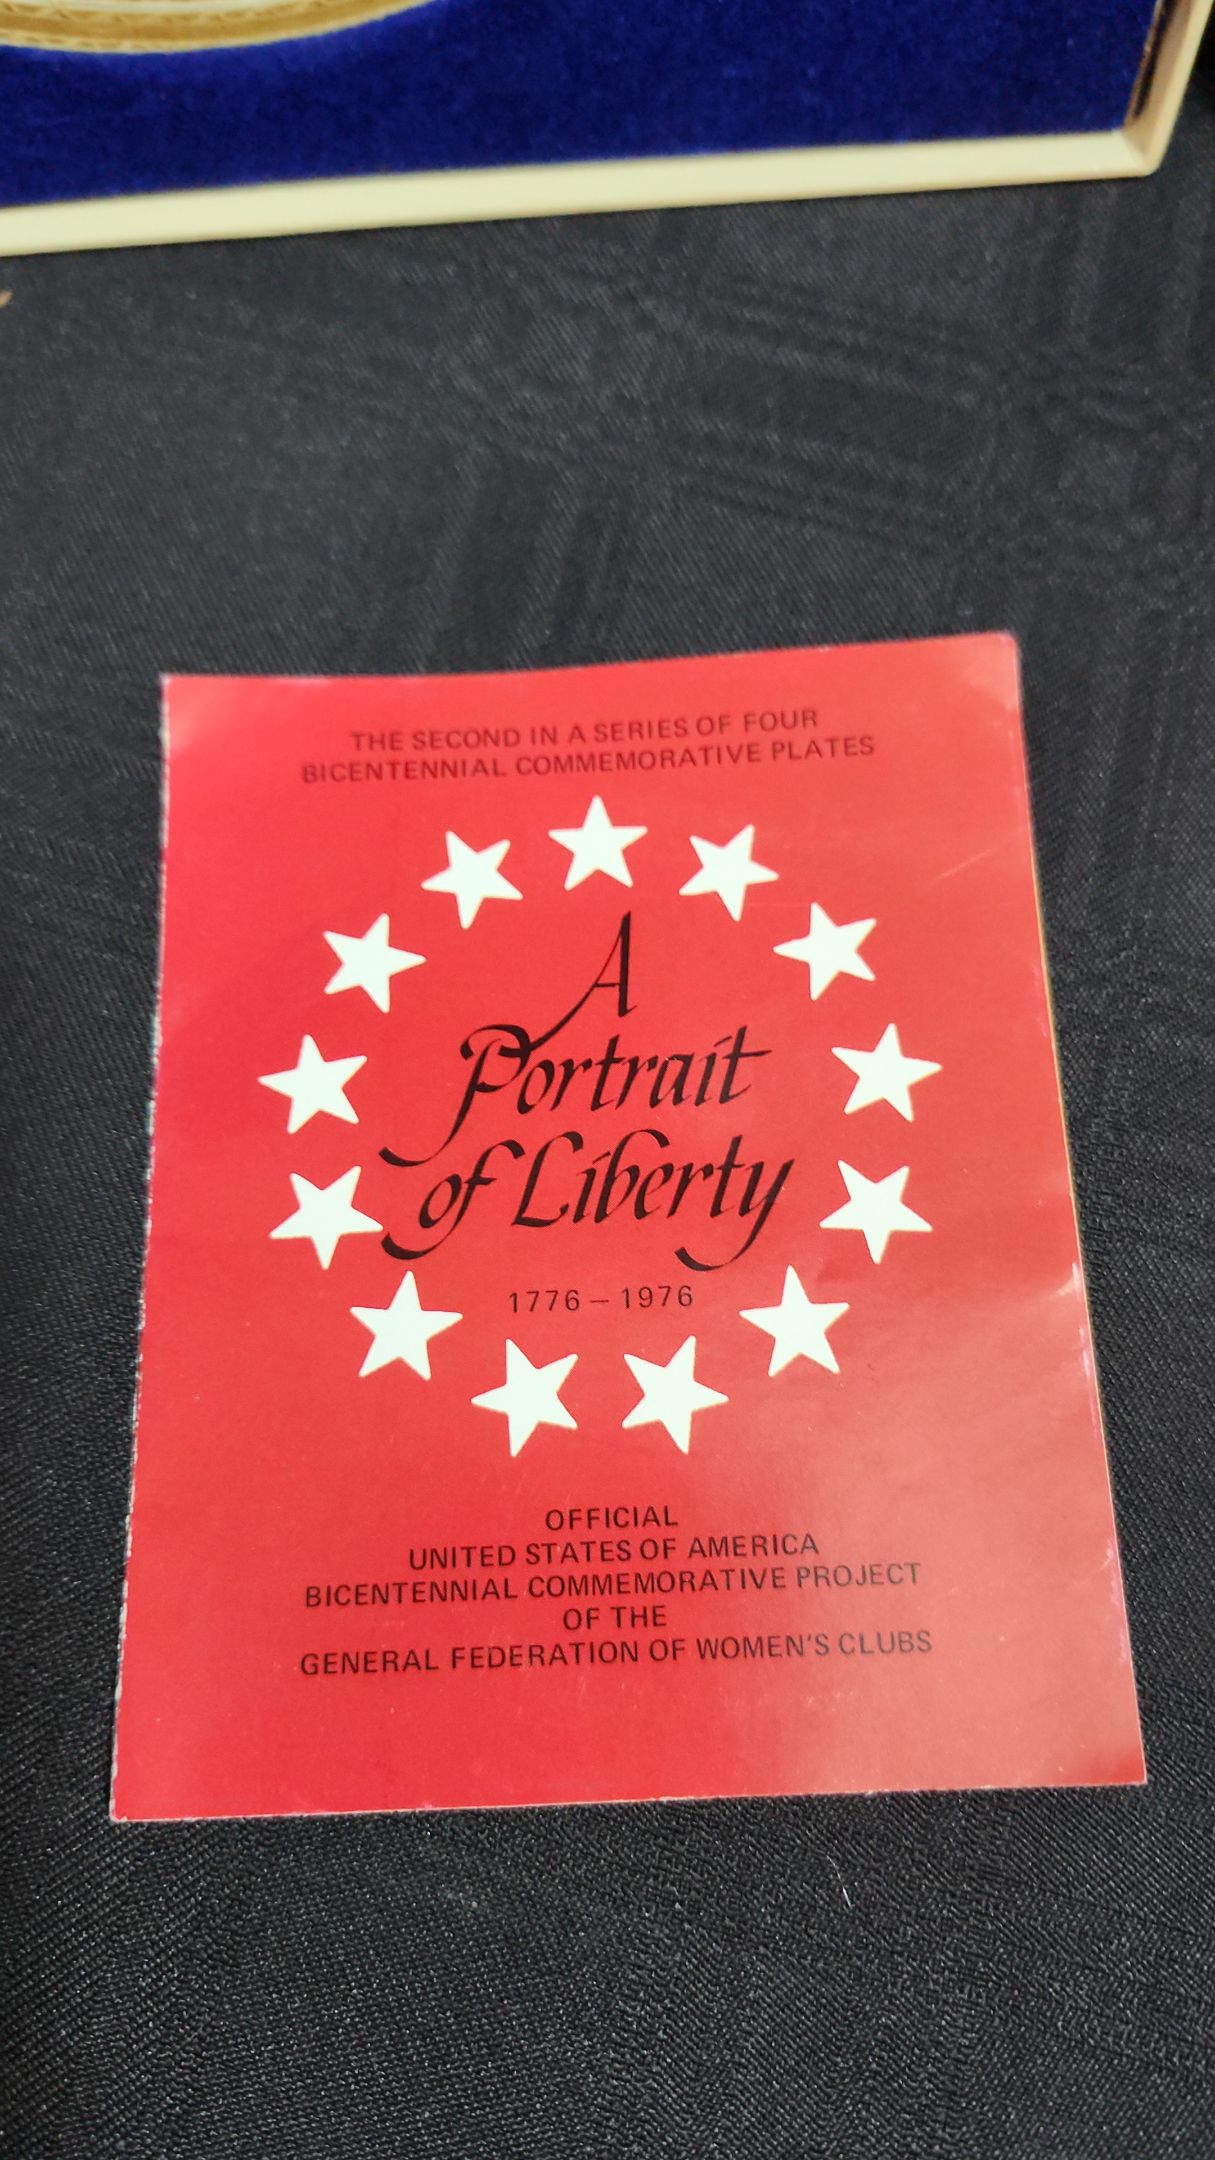 THE SECOND IN A SERIES OF FOUR
BICENTENNIAL COMMEMORATIVE PLATES
A
Portrait
of Liberty
1776 – 1976
OFFICIAL
UNITED STATES OF AMERICA
BICENTENNIAL COMMEMORATIVE PROJECT
OF THE
GENERAL FEDERATION OF WOMEN'S CLUBS